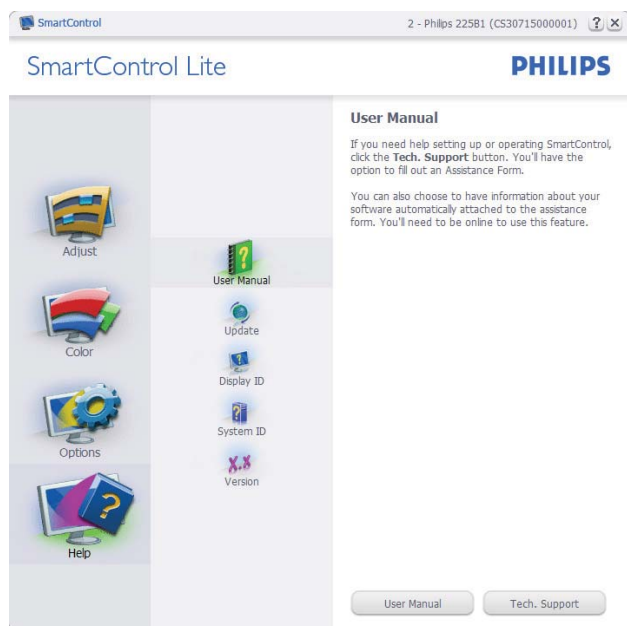 SmartControl
2 - Philips 225B1 (CS30715000001)
?
X
SmartControl Lite
PHILIPS
Adjust
Color
Options
?
Help
?
User Manual
Update
?
Display ID
?
System ID
X.X
Version
User Manual
If you need help setting up or operating SmartControl,
click the Tech. Support button. You'll have the
option to fill out an Assistance Form.
You can also choose to have information about your
software automatically attached to the assistance
form. You'll need to be online to use this feature.
User Manual
Tech. Support